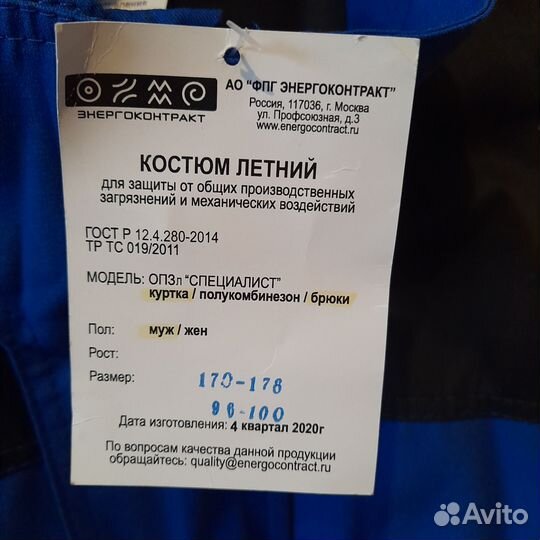 АО "ФПГ ЭНЕРГОКОНТРАКТ"
Россия, 117036, г. Москва
ул. Профсоюзная, д.3
www.energocontract.ru
ЭНЕРГОКОНТРАКТ
КОСТЮМ ЛЕТНИЙ
для защиты от общих производственных
загрязнений и механических воздействий
ГОСТ Р 12.4.280-2014
ТР ТС 019/2011
МОДЕЛЬ: ОПЗл "СПЕЦИАЛИСТ"
куртка / полукомбинезон / брюки
Пол: муж / жен
Рост:
Размер: 170-178
96-100
Дата изготовления: 4 квартал 2020г
По вопросам качества данной продукции
обращайтесь: quality@energocontract.ru
Avito